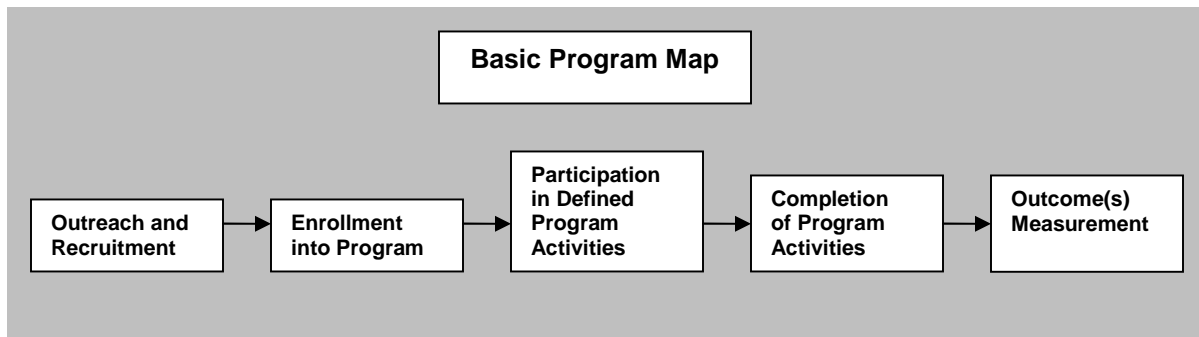 Basic Program Map
Outreach and
Recruitment
Enrollment
into Program
Participation
in Defined
Program
Activities
Completion
of Program
Activities
Outcome(s)
Measurement